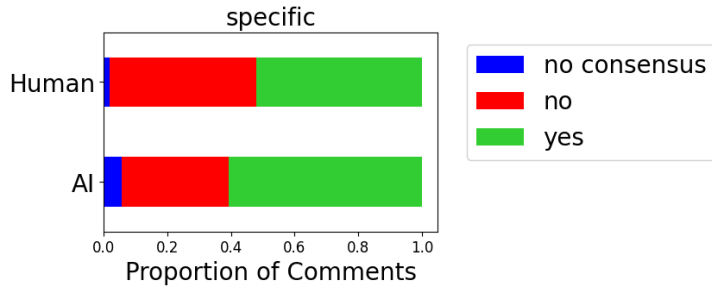 specific
Human
AI
0.0 0.2 0.4 0.6 0.8 1.0
Proportion of Comments
no consensus
no
yes